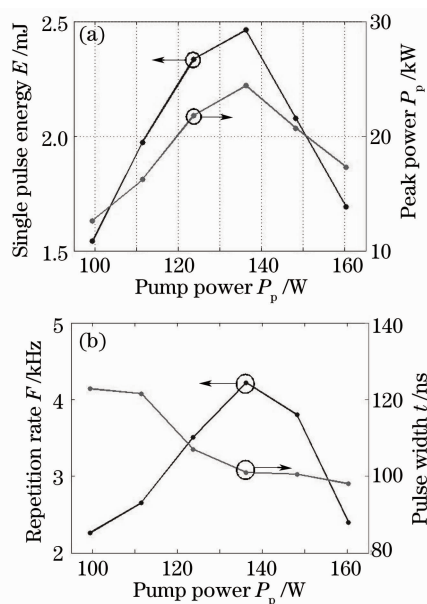 (a)
Single pulse energy E /mJ
2.5
2.0
1.5
30
20
10
Peak power Pp /kW
100 120 140 160
Pump power Pp /W
(b)
Repetition rate F /kHz
5
4
3
2
140
120
100
80
Pulse width t /ns
100 120 140 160
Pump power Pp /W